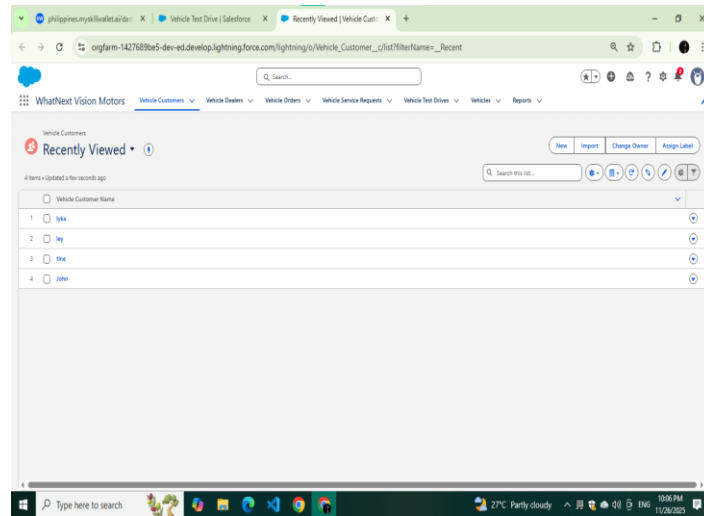 philippines.myskillwallet.ai/das Vehicle Test Drive | Salesforce Recently Viewed | Vehicle Custo
orgfarm-1427689be5-dev-ed.develop.lightning.force.com/lightning/o/Vehicle_Customer__c/list?filterName=__Recent
Search...
WhatNext Vision Motors Vehicle Customers Vehicle Dealers Vehicle Orders Vehicle Service Requests Vehicle Test Drives Vehicles Reports
Vehicle Customers
Recently Viewed
New Import Change Owner Assign Label
4 items • Updated a few seconds ago
Search this list...
Vehicle Customer Name
1 lyka
2 ley
3 tine
4 John
Type here to search
27°C Partly cloudy
ENG
10:06 PM
11/26/2025